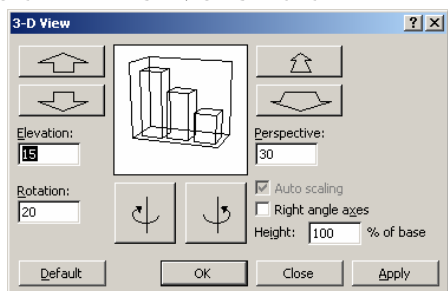 3-D View
Elevation:
15
Perspective:
30
Rotation:
20
Auto scaling
Right angle axes
Height: 100 % of base
Default OK Close Apply